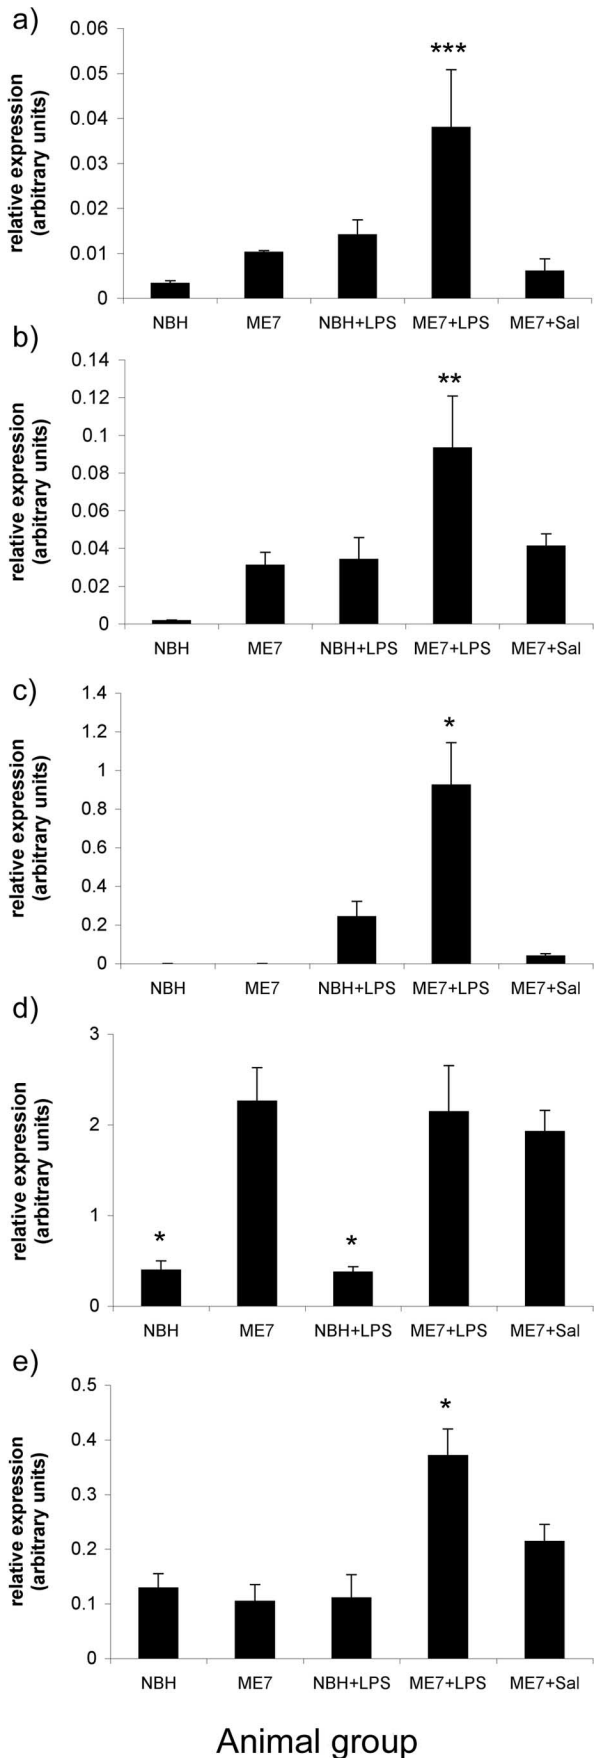 a)
relative expression
(arbitrary units)
0.06
0.05
0.04
0.03
0.02
0.01
0
***
NBH ME7 NBH+LPS ME7+LPS ME7+Sal
b)
relative expression
(arbitrary units)
0.14
0.12
0.1
0.08
0.06
0.04
0.02
0
**
NBH ME7 NBH+LPS ME7+LPS ME7+Sal
c)
relative expression
(arbitrary units)
1.4
1.2
1
0.8
0.6
0.4
0.2
0
*
NBH ME7 NBH+LPS ME7+LPS ME7+Sal
d)
relative expression
(arbitrary units)
3
2
1
0
* *
NBH ME7 NBH+LPS ME7+LPS ME7+Sal
e)
relative expression
(arbitrary units)
0.5
0.4
0.3
0.2
0.1
0
*
NBH ME7 NBH+LPS ME7+LPS ME7+Sal
Animal group